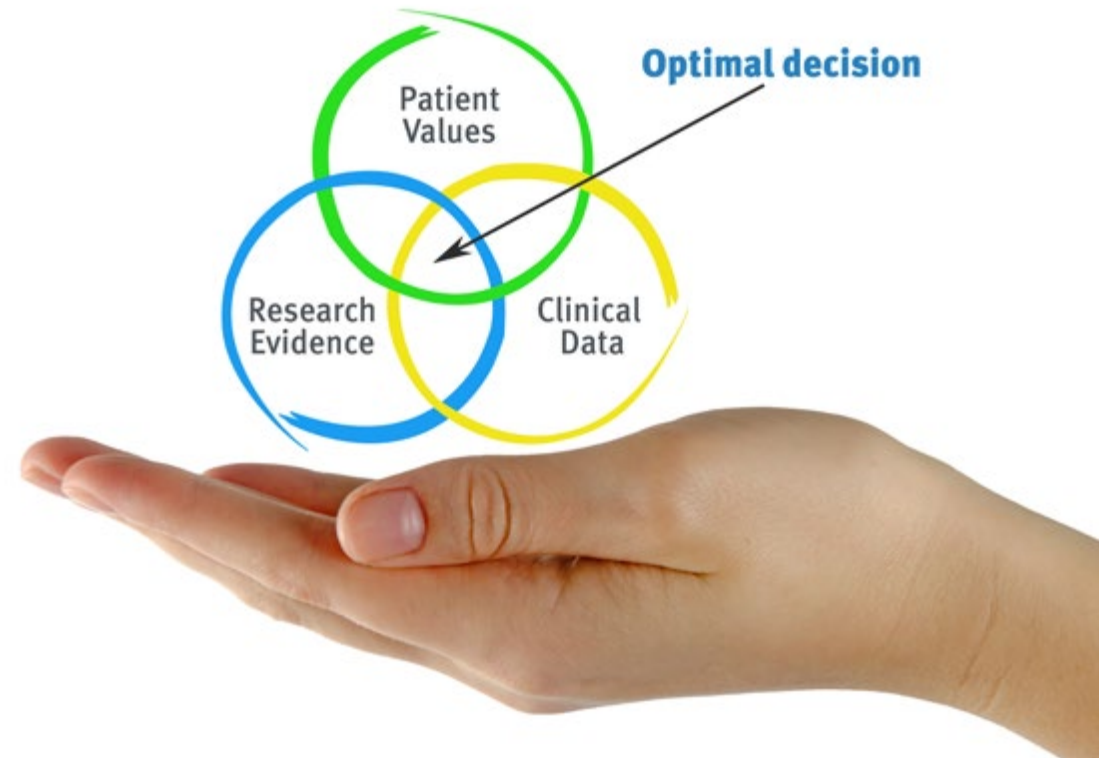 Optimal decision
Patient
Values
Research
Evidence
Clinical
Data